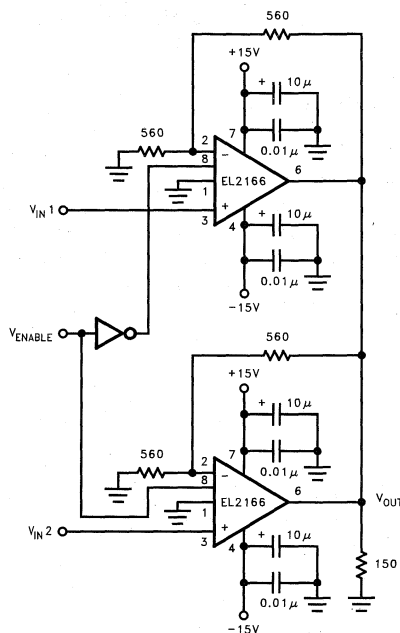 560
+15V
+ 10μ
560
2
7
8
−
0.01μ
EL2166
6
1
+
V_IN 1
3
4
+ 10μ
0.01μ
−15V
V_ENABLE
560
+15V
+ 10μ
560
2
7
8
−
0.01μ
EL2166
6
V_OUT
1
+
V_IN 2
3
4
+ 10μ
150
0.01μ
−15V